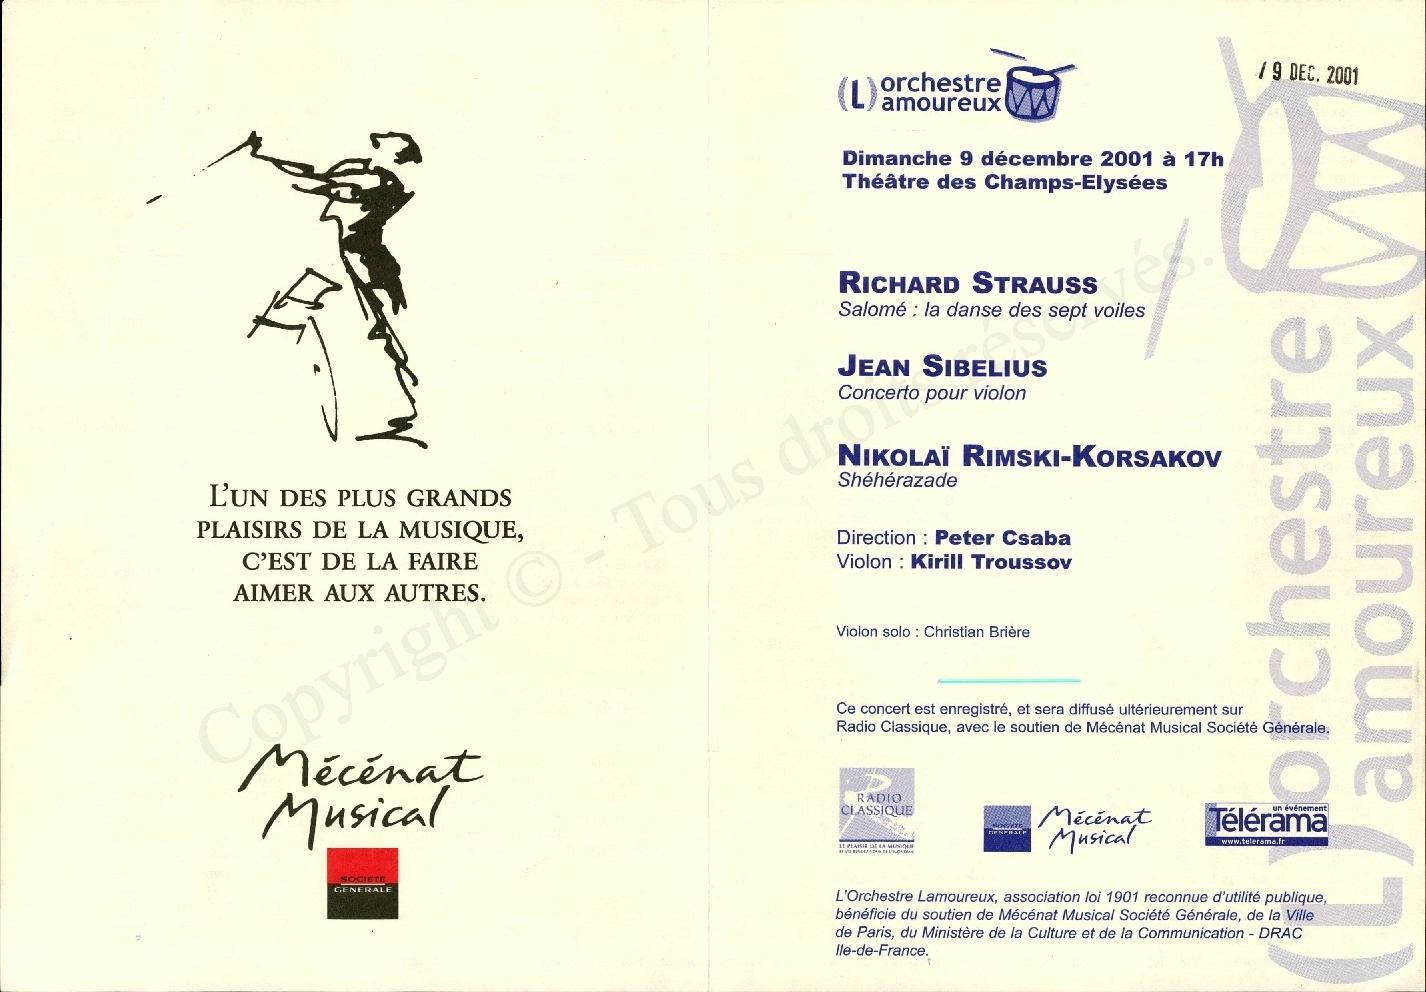 L'UN DES PLUS GRANDS
PLAISIRS DE LA MUSIQUE,
C'EST DE LA FAIRE
AIMER AUX AUTRES.
Mécénat
Musical
SOCIETE
GENERALE
Copyright © - Tous droits réservés.
(L)orchestre
amoureux
/ 9 DEC. 2001
Dimanche 9 décembre 2001 à 17h
Théâtre des Champs-Elysées
RICHARD STRAUSS
Salomé : la danse des sept voiles
JEAN SIBELIUS
Concerto pour violon
NIKOLAÏ RIMSKI-KORSAKOV
Shéhérazade
Direction : Peter Csaba
Violon : Kirill Troussov
Violon solo : Christian Brière
Ce concert est enregistré, et sera diffusé ultérieurement sur
Radio Classique, avec le soutien de Mécénat Musical Société Générale.
RADIO
CLASSIQUE
LE PLAISIR DE LA MUSIQUE
SOCIETE
GENERALE
Mécénat
Musical
un événement
Télérama
www.telerama.fr
L'Orchestre Lamoureux, association loi 1901 reconnue d'utilité publique,
bénéficie du soutien de Mécénat Musical Société Générale, de la Ville
de Paris, du Ministère de la Culture et de la Communication - DRAC
Ile-de-France.
(L)orchestre
amoureux